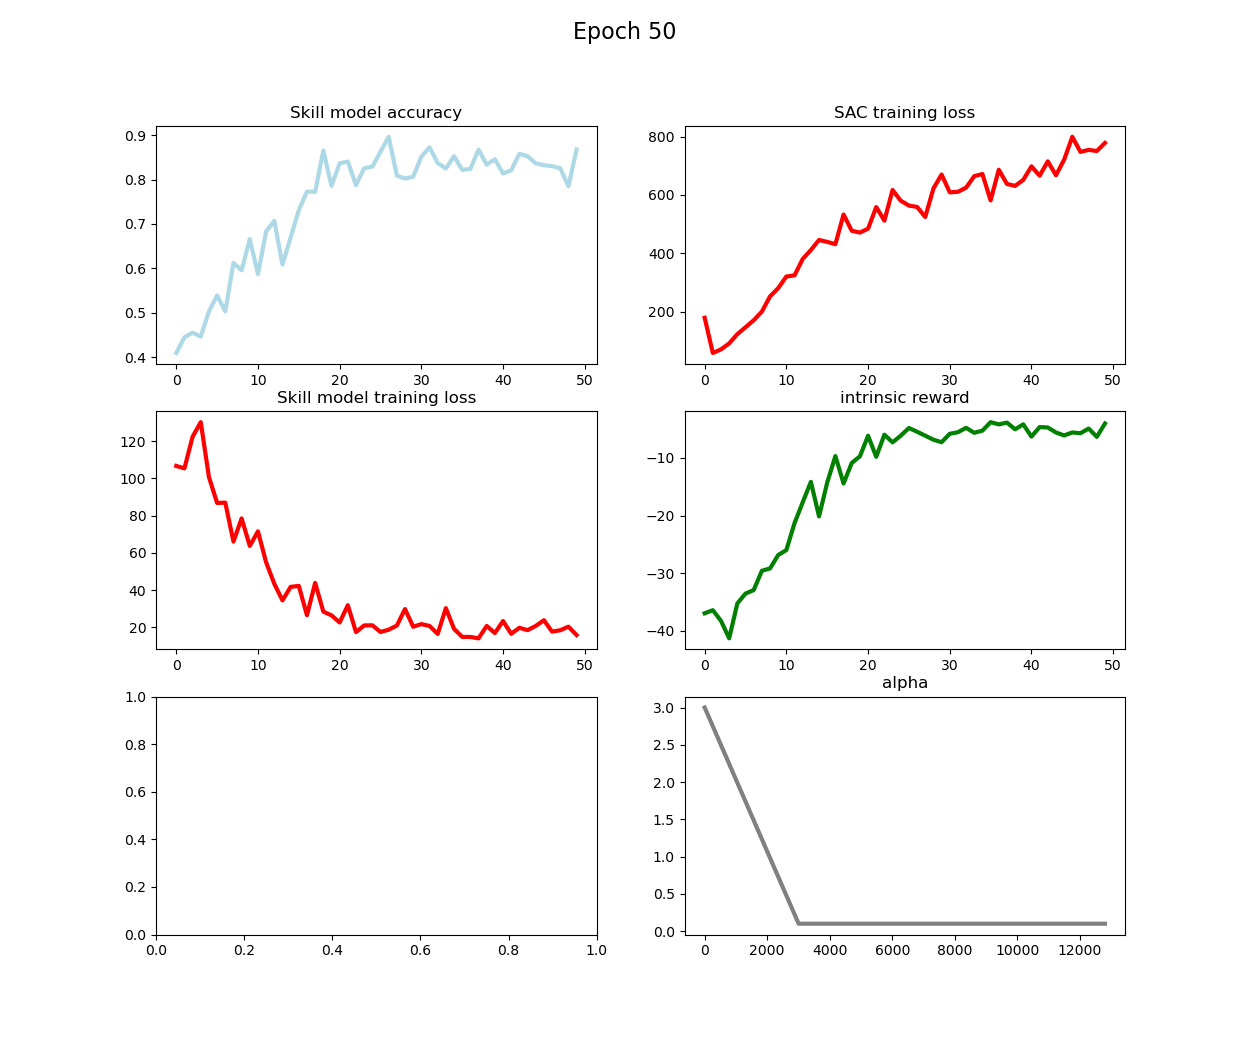 Epoch 50
Skill model accuracy
0.9
0.8
0.7
0.6
0.5
0.4
0 10 20 30 40 50
SAC training loss
800
600
400
200
0 10 20 30 40 50
Skill model training loss
120
100
80
60
40
20
0 10 20 30 40 50
intrinsic reward
−10
−20
−30
−40
0 10 20 30 40 50
1.0
0.8
0.6
0.4
0.2
0.0
0.0 0.2 0.4 0.6 0.8 1.0
alpha
3.0
2.5
2.0
1.5
1.0
0.5
0.0
0 2000 4000 6000 8000 10000 12000